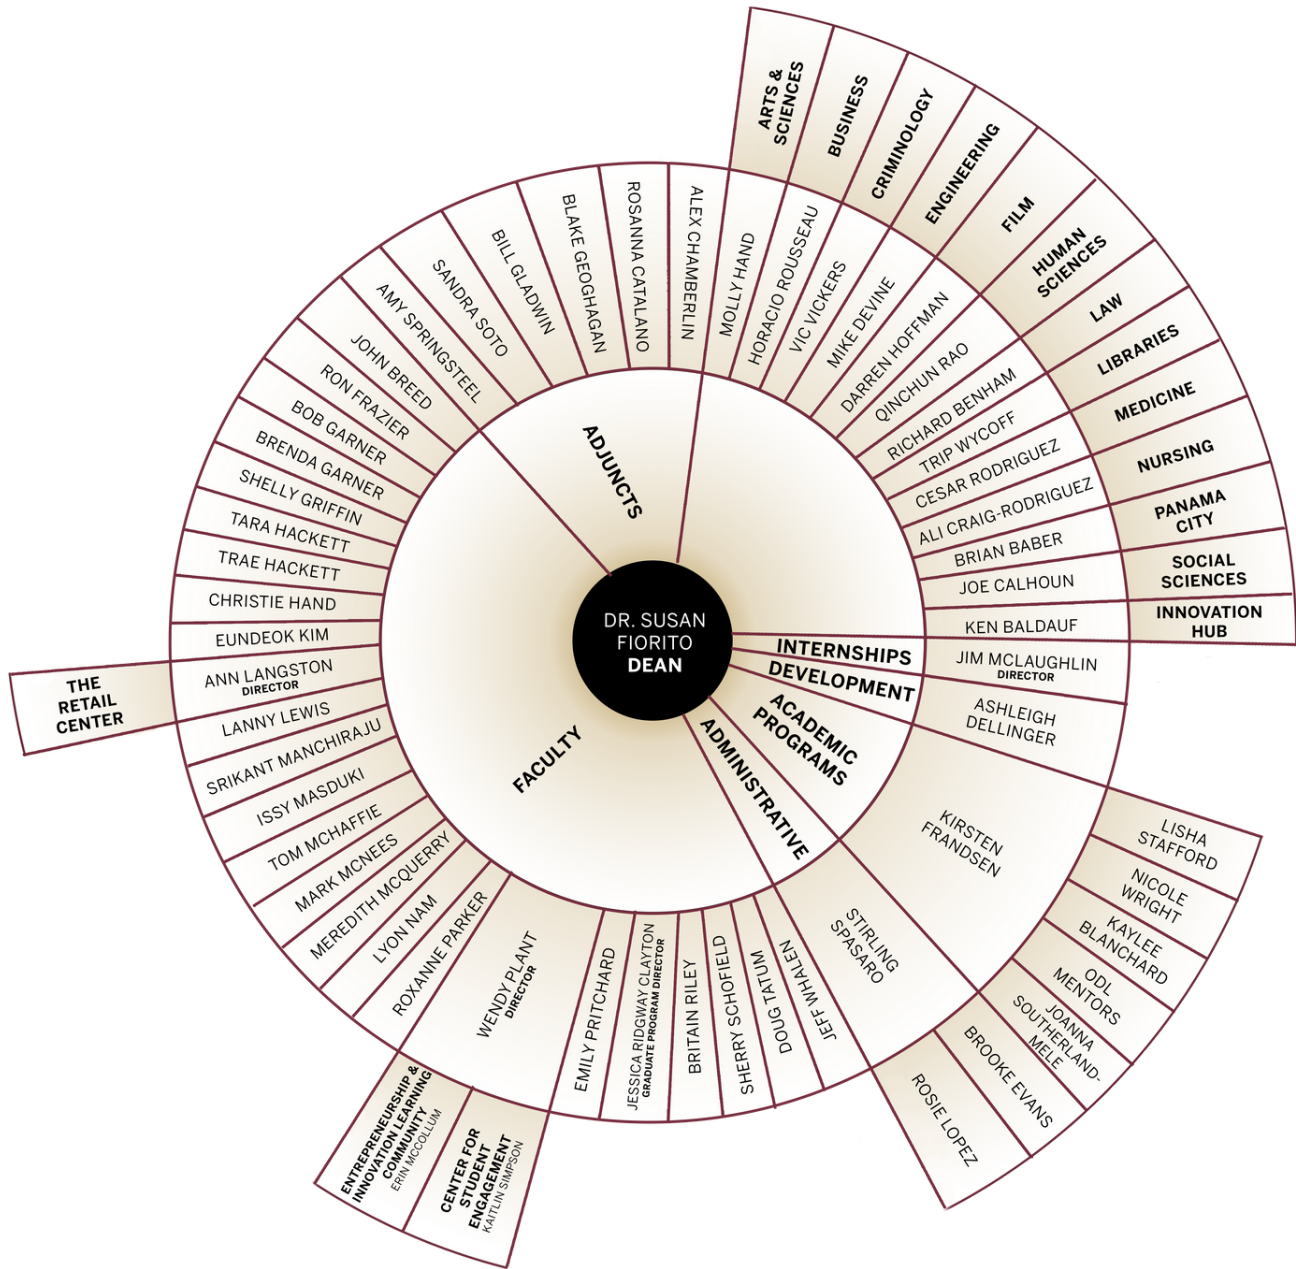 DR. SUSAN
FIORITO
DEAN
ADJUNCTS
INTERNSHIPS
DEVELOPMENT
ACADEMIC
PROGRAMS
ADMINISTRATIVE
FACULTY
AMY SPRINGSTEEL
SANDRA SOTO
BILL GLADWIN
BLAKE GEOGHAGAN
ROSANNA CATALANO
ALEX CHAMBERLIN
MOLLY HAND
HORACIO ROUSSEAU
VIC VICKERS
MIKE DEVINE
DARREN HOFFMAN
QINCHUN RAO
RICHARD BENHAM
TRIP WYCOFF
CESAR RODRIGUEZ
ALI CRAIG-RODRIGUEZ
BRIAN BABER
JOE CALHOUN
KEN BALDAUF
ARTS &
SCIENCES
BUSINESS
CRIMINOLOGY
ENGINEERING
FILM
HUMAN
SCIENCES
LAW
LIBRARIES
MEDICINE
NURSING
PANAMA
CITY
SOCIAL
SCIENCES
INNOVATION
HUB
JIM MCLAUGHLIN
DIRECTOR
ASHLEIGH
DELLINGER
KIRSTEN
FRANDSEN
LISHA
STAFFORD
NICOLE
WRIGHT
KAYLEE
BLANCHARD
ODL
MENTORS
JOANNA
SOUTHERLAND-
MELE
STIRLING
SPASARO
BROOKE EVANS
ROSIE LOPEZ
JEFF WHALEN
DOUG TATUM
SHERRY SCHOFIELD
BRITAIN RILEY
JESSICA RIDGWAY CLAYTON
GRADUATE PROGRAM DIRECTOR
EMILY PRITCHARD
WENDY PLANT
DIRECTOR
CENTER FOR
STUDENT
ENGAGEMENT
KAITLIN SIMPSON
ENTREPRENEURSHIP &
INNOVATION LEARNING
COMMUNITY
ERIN MCCOLLUM
ROXANNE PARKER
LYON NAM
MEREDITH MCQUERRY
MARK MCNEES
TOM MCHAFFIE
ISSY MASDUKI
SRIKANT MANCHIRAJU
LANNY LEWIS
ANN LANGSTON
DIRECTOR
THE
RETAIL
CENTER
EUNDEOK KIM
CHRISTIE HAND
TRAE HACKETT
TARA HACKETT
SHELLY GRIFFIN
BRENDA GARNER
BOB GARNER
RON FRAZIER
JOHN BREED